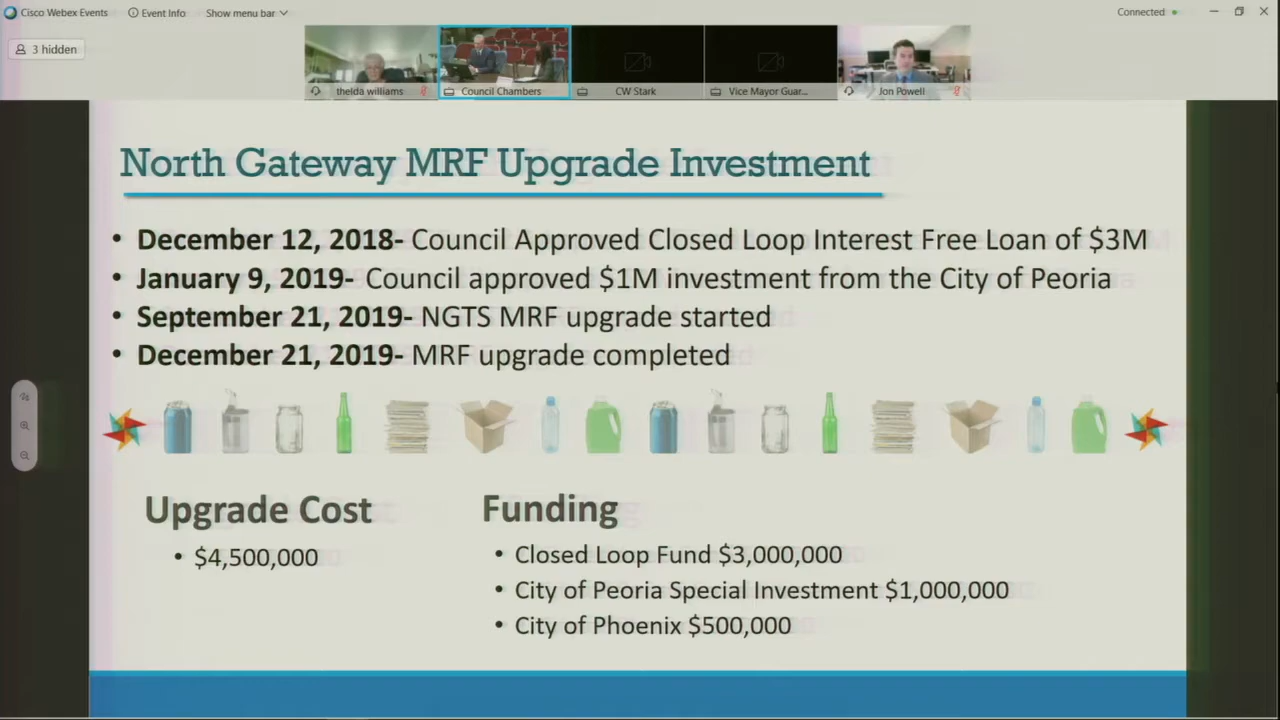 Cisco Webex Events
Event Info
Show menu bar
Connected
3 hidden
thelda williams
Council Chambers
CW Stark
Vice Mayor Guar...
Jon Powell
North Gateway MRF Upgrade Investment
• December 12, 2018- Council Approved Closed Loop Interest Free Loan of $3M
• January 9, 2019- Council approved $1M investment from the City of Peoria
• September 21, 2019- NGTS MRF upgrade started
• December 21, 2019- MRF upgrade completed
Upgrade Cost
• $4,500,000
Funding
• Closed Loop Fund $3,000,000
• City of Peoria Special Investment $1,000,000
• City of Phoenix $500,000